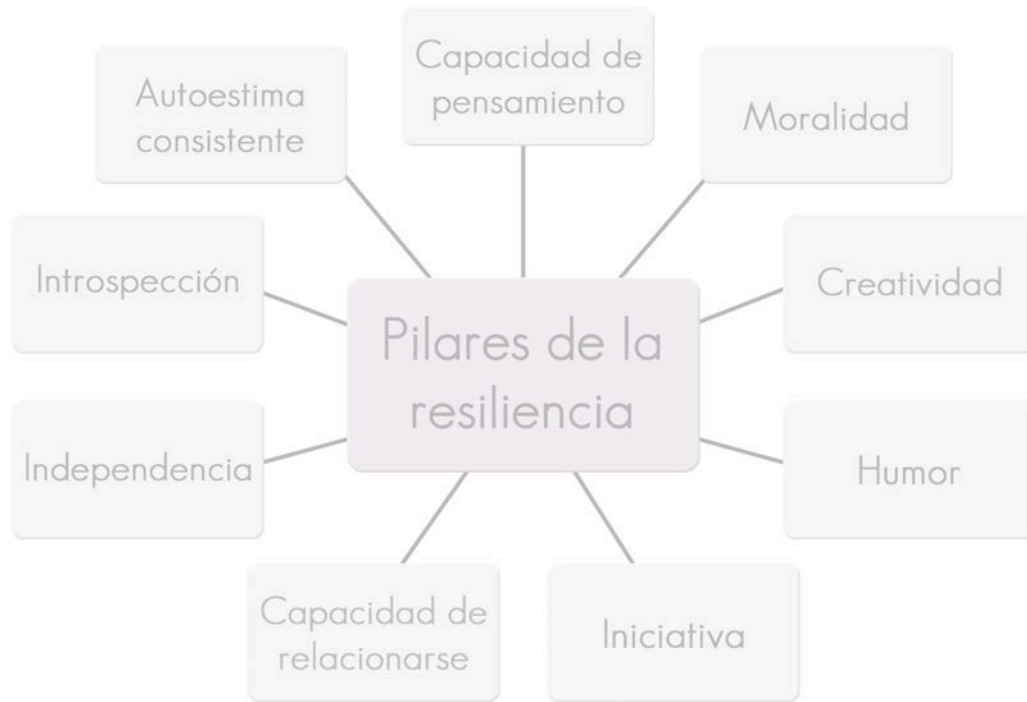 Capacidad de
pensamiento
Autoestima
consistente
Moralidad
Introspección
Creatividad
Pilares de la
resiliencia
Independencia
Humor
Capacidad de
relacionarse
Iniciativa